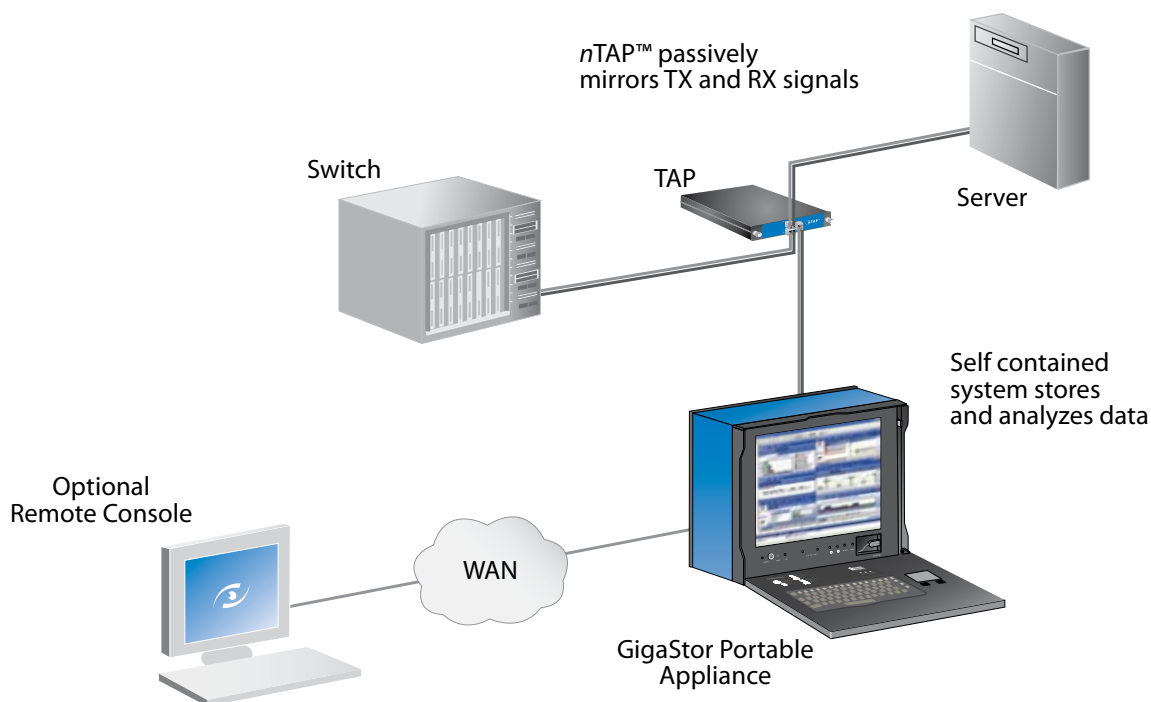 nTAP™ passively
mirrors TX and RX signals
Switch
TAP
Server
Self contained
system stores
and analyzes data
Optional
Remote Console
WAN
GigaStor Portable
Appliance